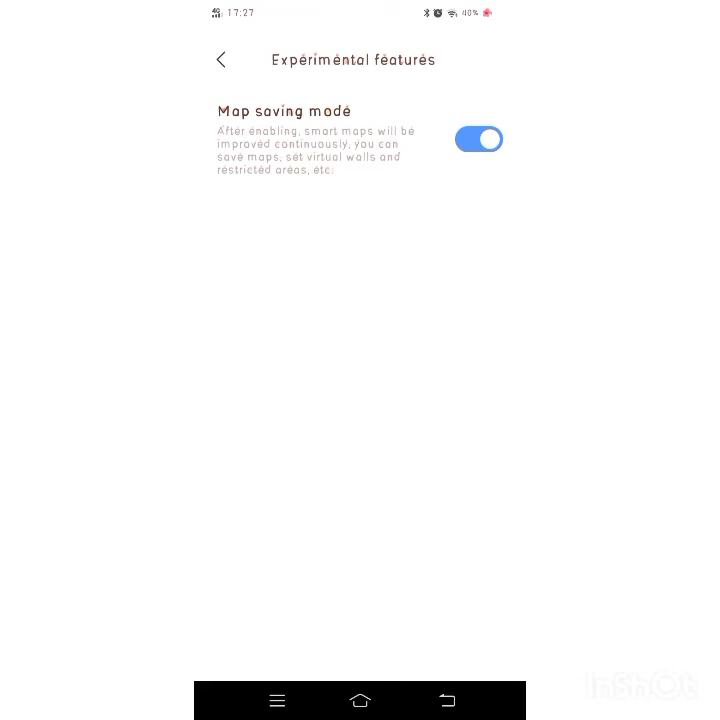 4G 17:27 40%
Experimental features
Map saving mode
After enabling, smart maps will be
improved continuously, you can
save maps, set virtual walls and
restricted areas, etc.
InShOt